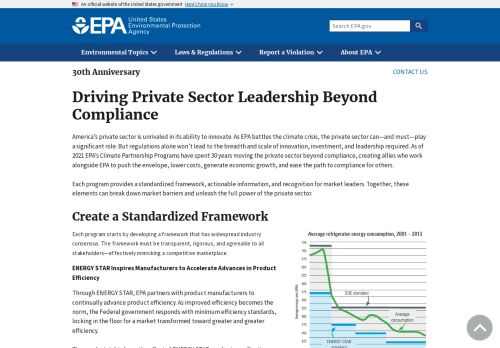 An official website of the United States government Here's how you know
EPA United States
Environmental Protection
Agency
Search EPA.gov
Environmental Topics Laws & Regulations Report a Violation About EPA
30th Anniversary CONTACT US
Driving Private Sector Leadership Beyond
Compliance
America's private sector is unrivaled in its ability to innovate. As EPA battles the climate crisis, the private sector can—and must—play
a significant role. But regulations alone won't lead to the breadth and scale of innovation, investment, and leadership required. As of
2021 EPA's Climate Partnership Programs have spent 30 years moving the private sector beyond compliance, creating allies who work
alongside EPA to push the envelope, lower costs, generate economic growth, and ease the path to compliance for others.
Each program provides a standardized framework, actionable information, and recognition for market leaders. Together, these
elements can break down market barriers and unleash the full power of the private sector.
Create a Standardized Framework
Each program starts by developing a framework that has widespread industry
consensus. The framework must be transparent, rigorous, and agreeable to all
stakeholders—effectively mimicking a competitive marketplace.
ENERGY STAR Inspires Manufacturers to Accelerate Advances in Product
Efficiency
Through ENERGY STAR, EPA partners with product manufacturers to
continually advance product efficiency. As improved efficiency becomes
the norm, the Federal government responds with minimum efficiency standards,
locking in the floor for a market transformed toward greater and greater
efficiency.
Average refrigerator energy consumption, 2001 – 2013
DOE standard
Average
consumption
ENERGY STAR